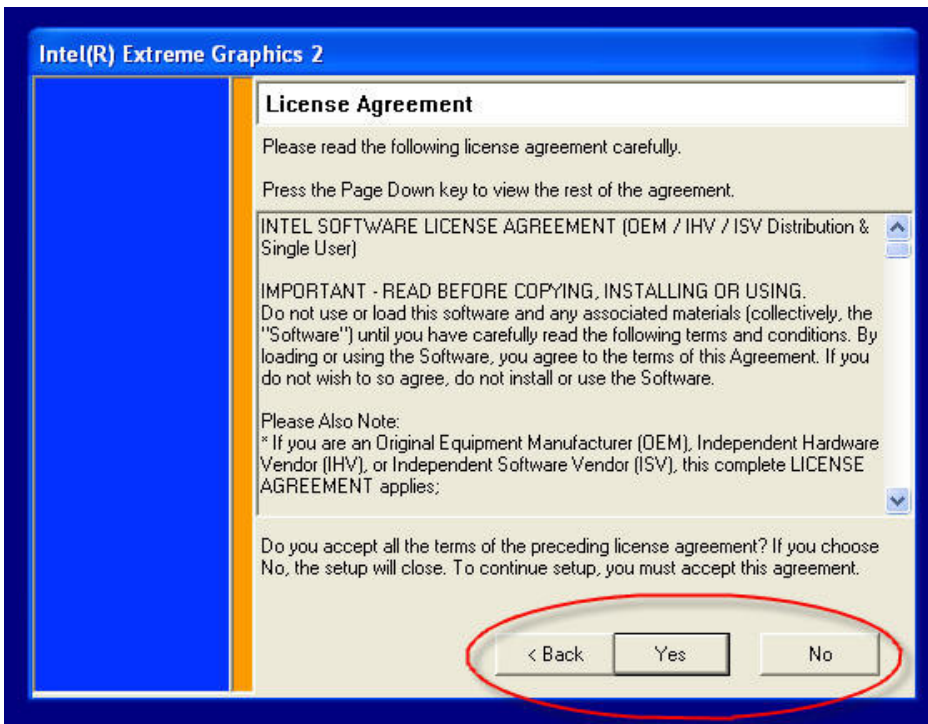 Intel(R) Extreme Graphics 2
License Agreement
Please read the following license agreement carefully.
Press the Page Down key to view the rest of the agreement.
INTEL SOFTWARE LICENSE AGREEMENT (OEM / IHV / ISV Distribution &
Single User)
IMPORTANT - READ BEFORE COPYING, INSTALLING OR USING.
Do not use or load this software and any associated materials (collectively, the
"Software") until you have carefully read the following terms and conditions. By
loading or using the Software, you agree to the terms of this Agreement. If you
do not wish to so agree, do not install or use the Software.
Please Also Note:
* If you are an Original Equipment Manufacturer (OEM), Independent Hardware
Vendor (IHV), or Independent Software Vendor (ISV), this complete LICENSE
AGREEMENT applies;
Do you accept all the terms of the preceding license agreement? If you choose
No, the setup will close. To continue setup, you must accept this agreement.
< Back Yes No